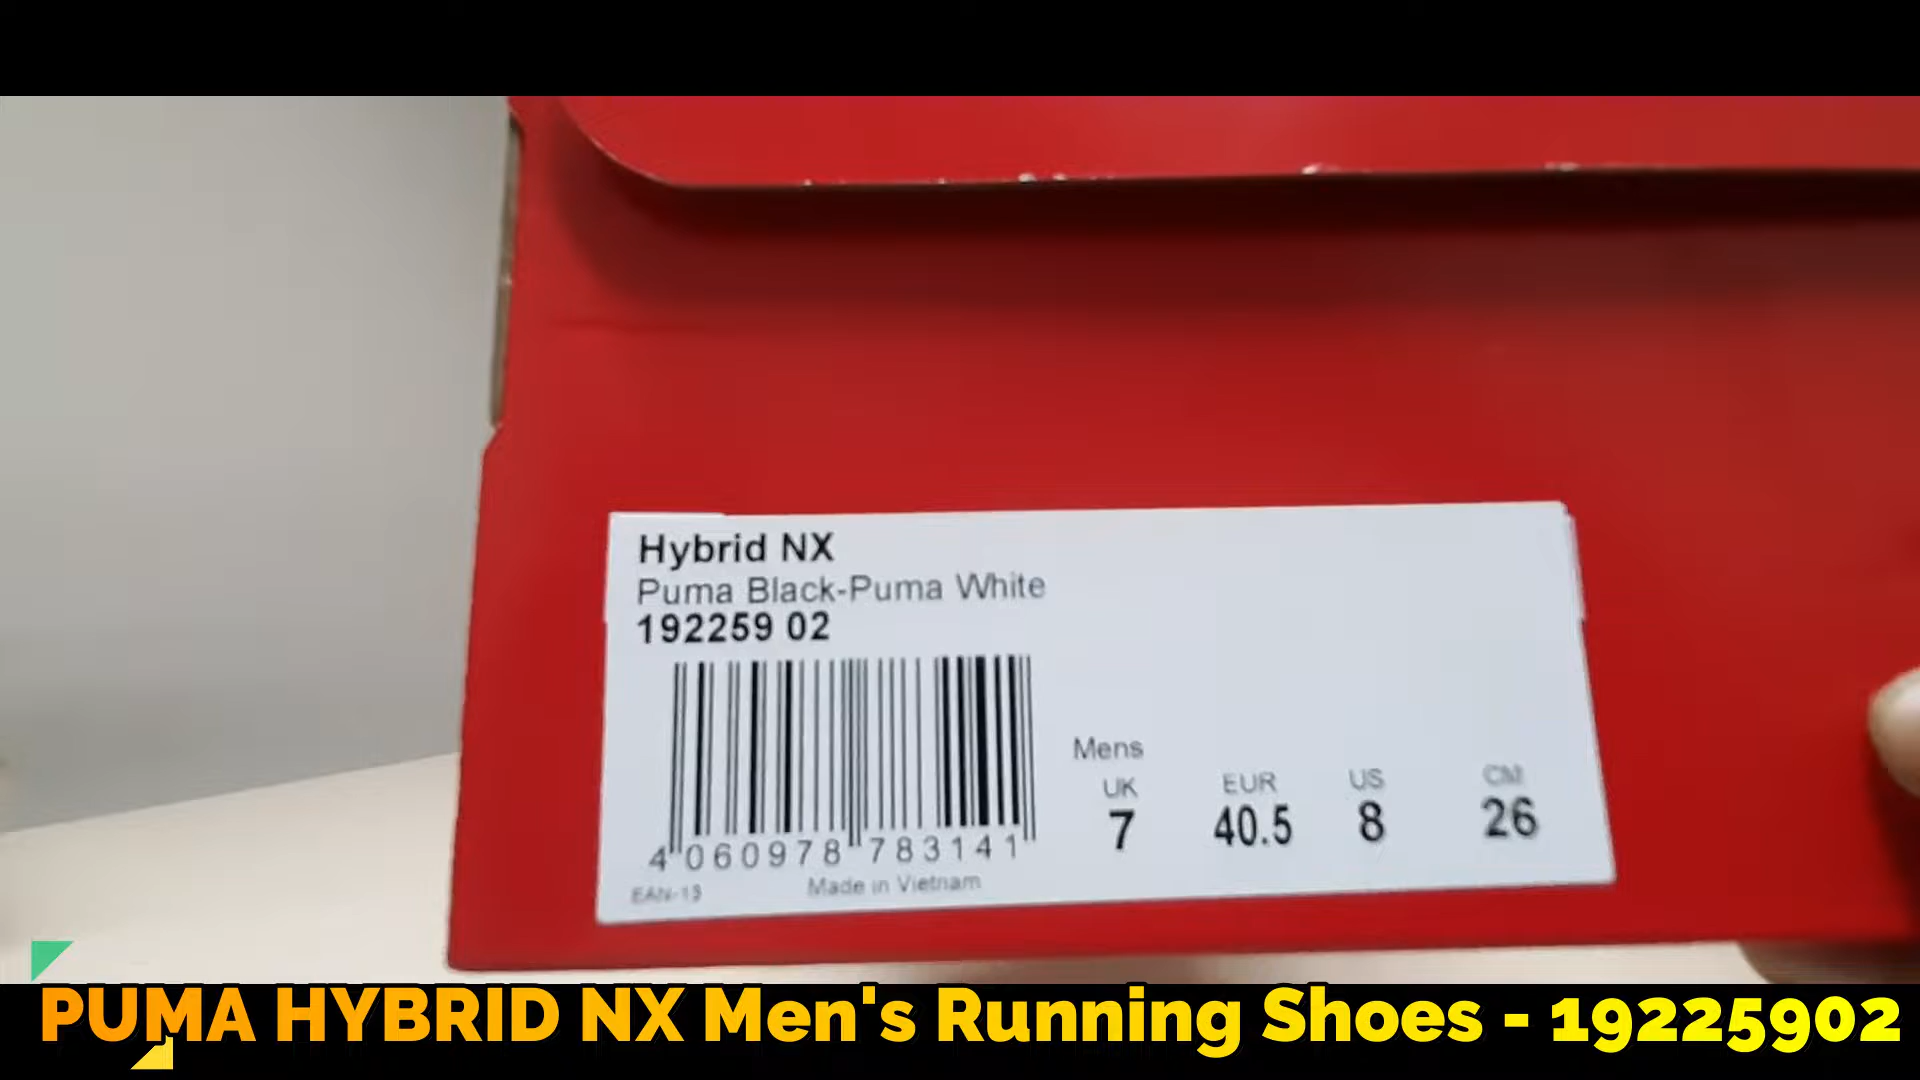 Hybrid NX
Puma Black-Puma White
192259 02
Mens
UK EUR US CM
7 40.5 8 26
4 060978 783141
EAN-13
Made in Vietnam
PUMA HYBRID NX Men's Running Shoes - 19225902